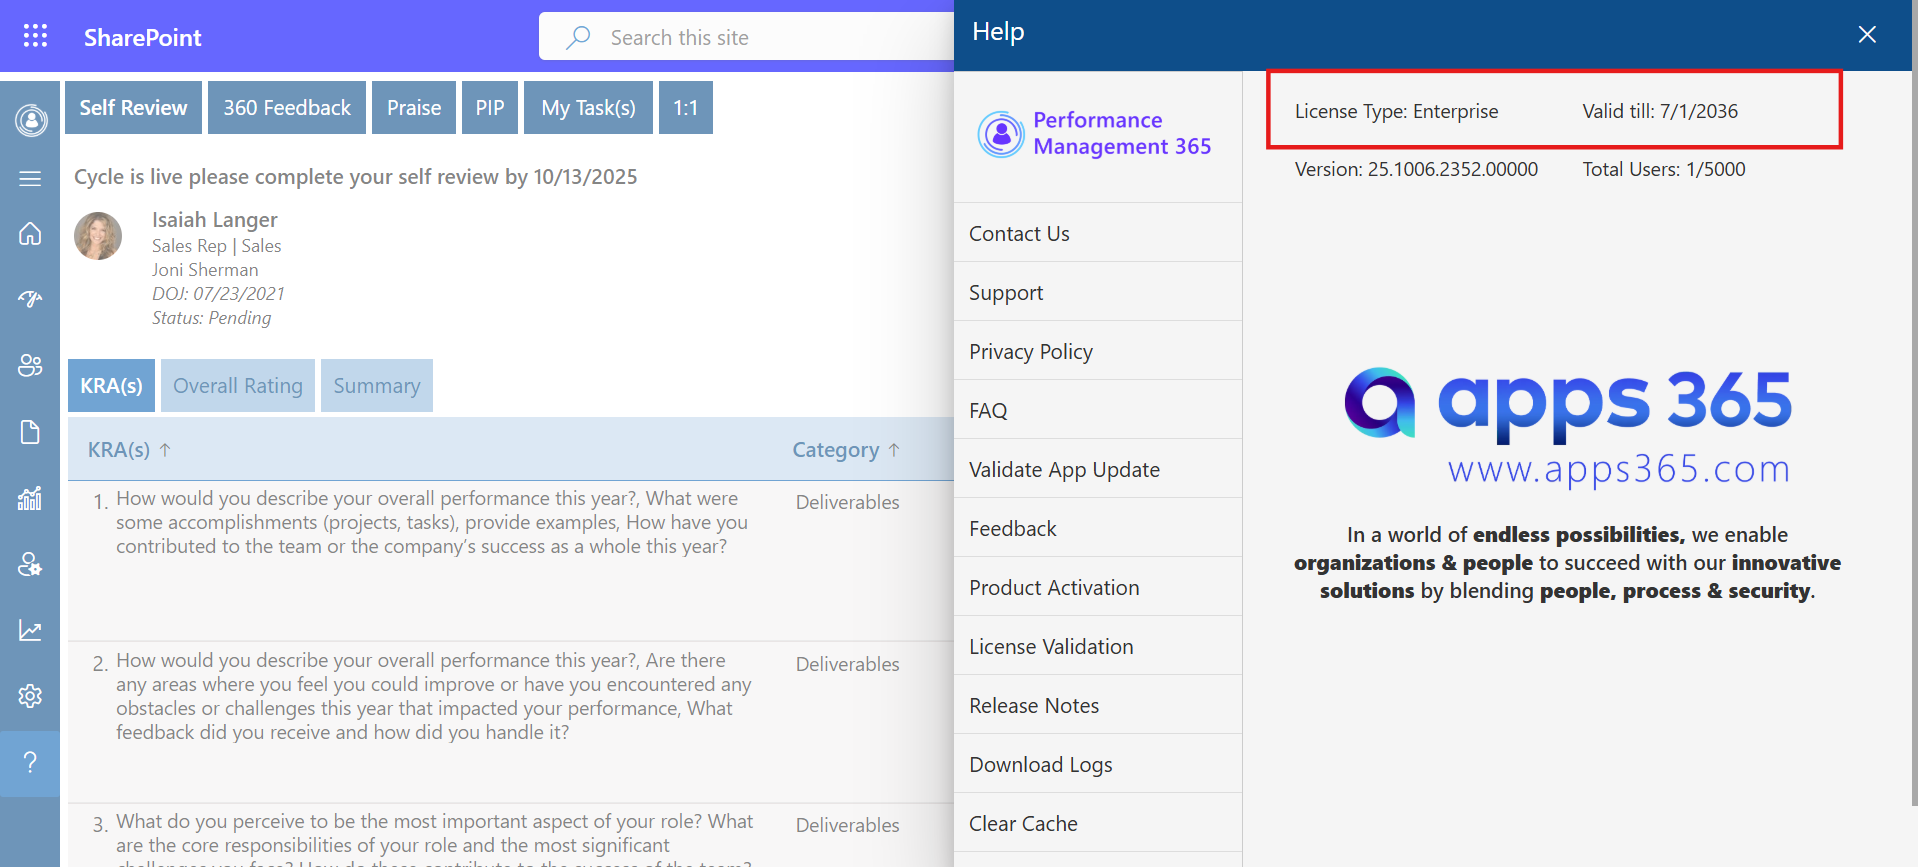 SharePoint
Search this site
Help
Self Review
360 Feedback
Praise
PIP
My Task(s)
1:1
Cycle is live please complete your self review by 10/13/2025
Isaiah Langer
Sales Rep | Sales
Joni Sherman
DOJ: 07/23/2021
Status: Pending
KRA(s)
Overall Rating
Summary
KRA(s) ↑
Category ↑
1. How would you describe your overall performance this year?, What were
some accomplishments (projects, tasks), provide examples, How have you
contributed to the team or the company's success as a whole this year?
Deliverables
2. How would you describe your overall performance this year?, Are there
any areas where you feel you could improve or have you encountered any
obstacles or challenges this year that impacted your performance, What
feedback did you receive and how did you handle it?
Deliverables
3. What do you perceive to be the most important aspect of your role? What
are the core responsibilities of your role and the most significant
Deliverables
Performance
Management 365
Contact Us
Support
Privacy Policy
FAQ
Validate App Update
Feedback
Product Activation
License Validation
Release Notes
Download Logs
Clear Cache
License Type: Enterprise
Valid till: 7/1/2036
Version: 25.1006.2352.00000
Total Users: 1/5000
apps 365
www.apps365.com
In a world of endless possibilities, we enable
organizations & people to succeed with our innovative
solutions by blending people, process & security.